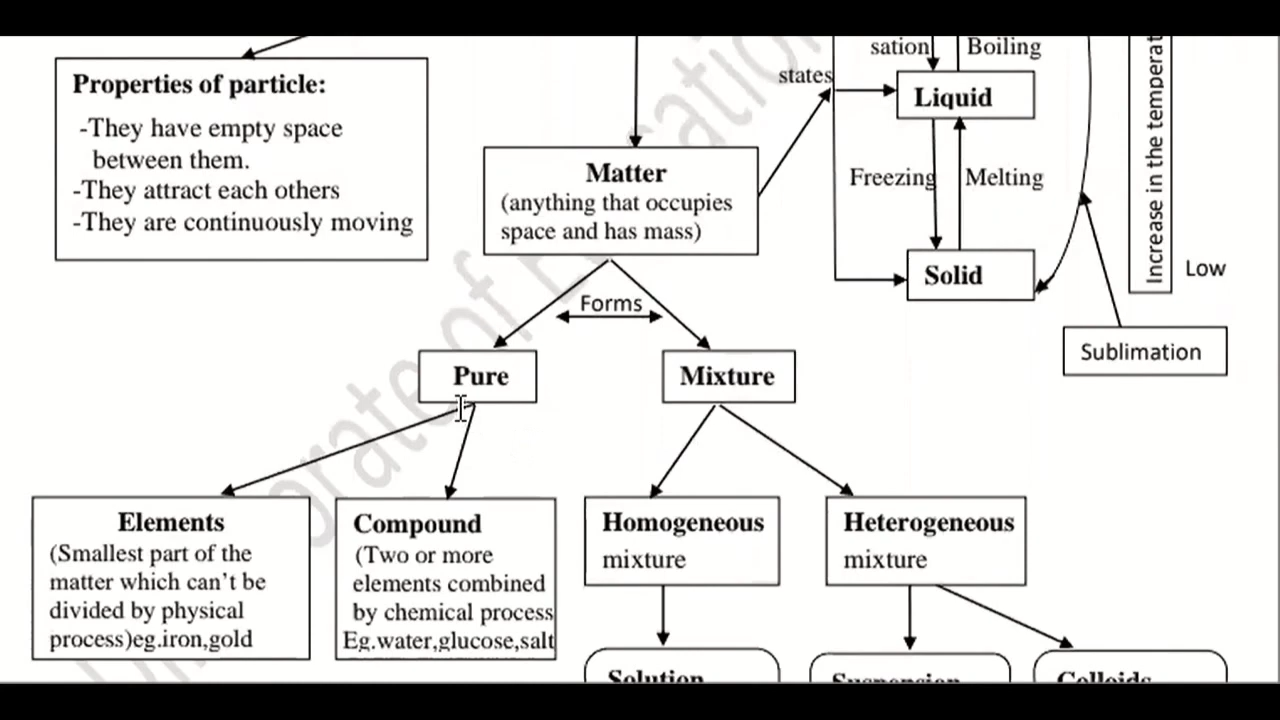 sation
Boiling
states
Liquid
Increase in the temperat
Properties of particle:
-They have empty space
between them.
-They attract each others
-They are continuously moving
Matter
(anything that occupies
space and has mass)
Freezing
Melting
Solid
Low
Forms
Sublimation
Pure
Mixture
Elements
(Smallest part of the
matter which can't be
divided by physical
process)eg.iron,gold
Compound
(Two or more
elements combined
by chemical process
Eg.water,glucose,salt
Homogeneous
mixture
Heterogeneous
mixture
Solution
Suspension
Colloids